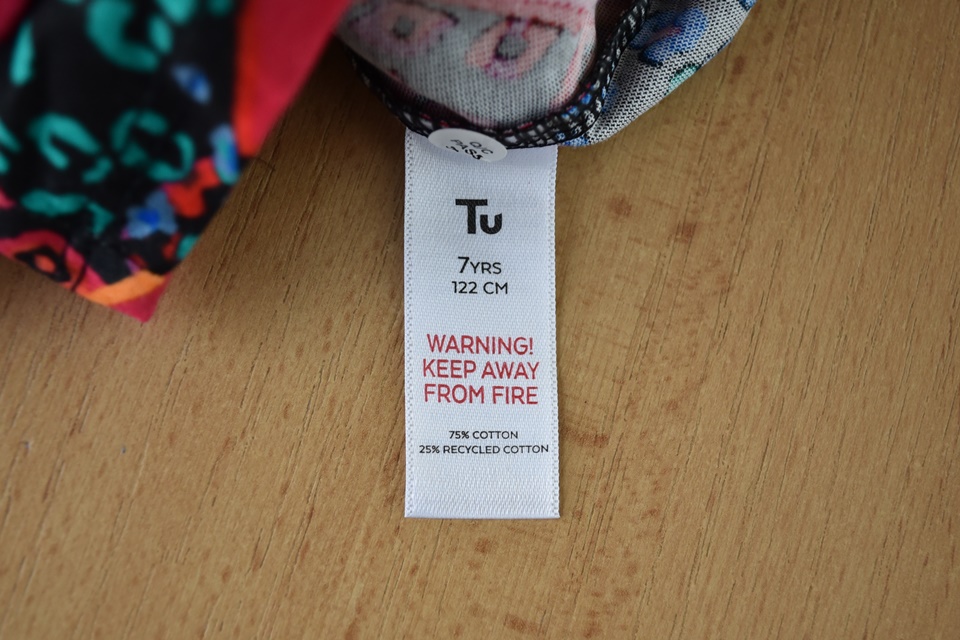 Tu
7YRS
122 CM
WARNING!
KEEP AWAY
FROM FIRE
75% COTTON
25% RECYCLED COTTON